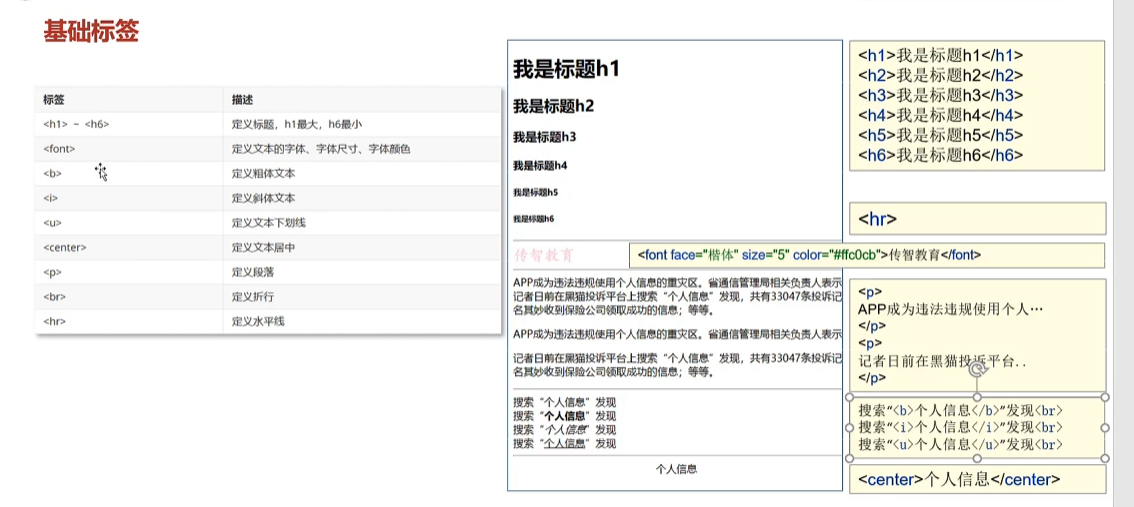 基础标签
标签 描述
<h1> ~ <h6> 定义标题，h1最大，h6最小
<font> 定义文本的字体、字体尺寸、字体颜色
<b> 定义粗体文本
<i> 定义斜体文本
<u> 定义文本下划线
<center> 定义文本居中
<p> 定义段落
<br> 定义折行
<hr> 定义水平线
我是标题h1
我是标题h2
我是标题h3
我是标题h4
我是标题h5
我是标题h6
传智教育
APP成为违法违规使用个人信息的重灾区。省通信管理局相关负责人表示
记者日前在黑猫投诉平台上搜索“个人信息”发现，共有33047条投诉记
名其妙收到保险公司领取成功的信息；等等。
APP成为违法违规使用个人信息的重灾区。省通信管理局相关负责人表示
记者日前在黑猫投诉平台上搜索“个人信息”发现，共有33047条投诉记
名其妙收到保险公司领取成功的信息；等等。
搜索“个人信息”发现
搜索“个人信息”发现
搜索“个人信息”发现
搜索“个人信息”发现
个人信息
<h1>我是标题h1</h1>
<h2>我是标题h2</h2>
<h3>我是标题h3</h3>
<h4>我是标题h4</h4>
<h5>我是标题h5</h5>
<h6>我是标题h6</h6>
<hr>
<font face="楷体" size="5" color="#ffc0cb">传智教育</font>
<p>
APP成为违法违规使用个人…
</p>
<p>
记者日前在黑猫投诉平台..
</p>
搜索“<b>个人信息</b>”发现<br>
搜索“<i>个人信息</i>”发现<br>
搜索“<u>个人信息</u>”发现<br>
<center>个人信息</center>